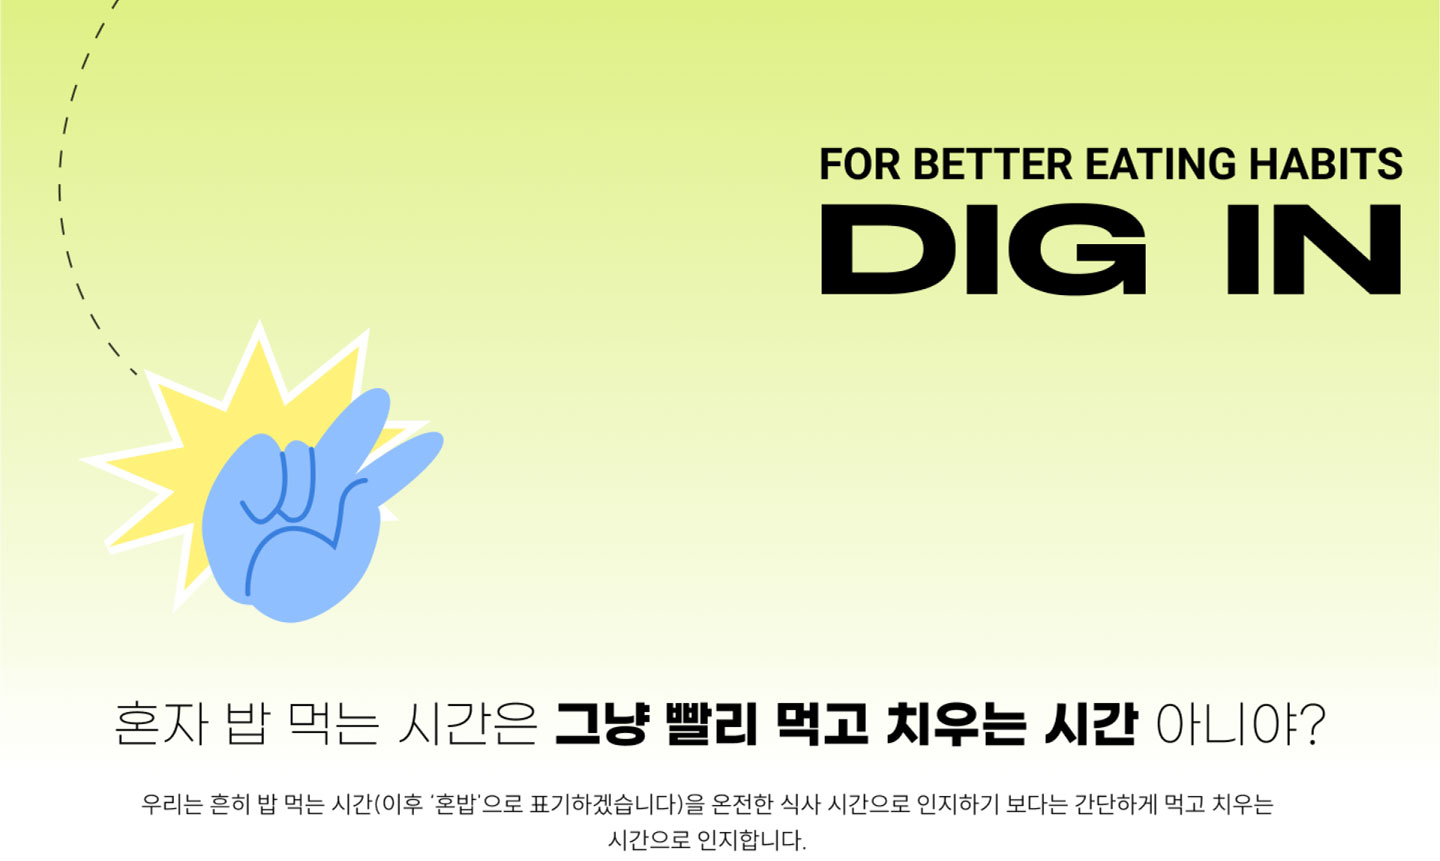 FOR BETTER EATING HABITS
DIG IN
혼자 밥 먹는 시간은 그냥 빨리 먹고 치우는 시간 아니야?
우리는 흔히 밥 먹는 시간(이후 ‘혼밥’으로 표기하겠습니다)을 온전한 식사 시간으로 인지하기 보다는 간단하게 먹고 치우는
시간으로 인지합니다.